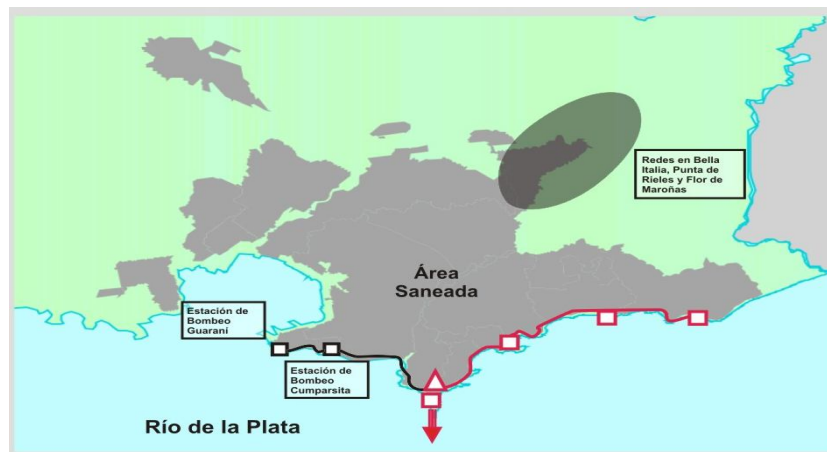 Redes en Bella
Italia, Punta de
Rieles y Flor de
Maroñas
Área
Saneada
Estación de
Bombeo
Guaraní
Estación de
Bombeo
Cumparsita
Río de la Plata